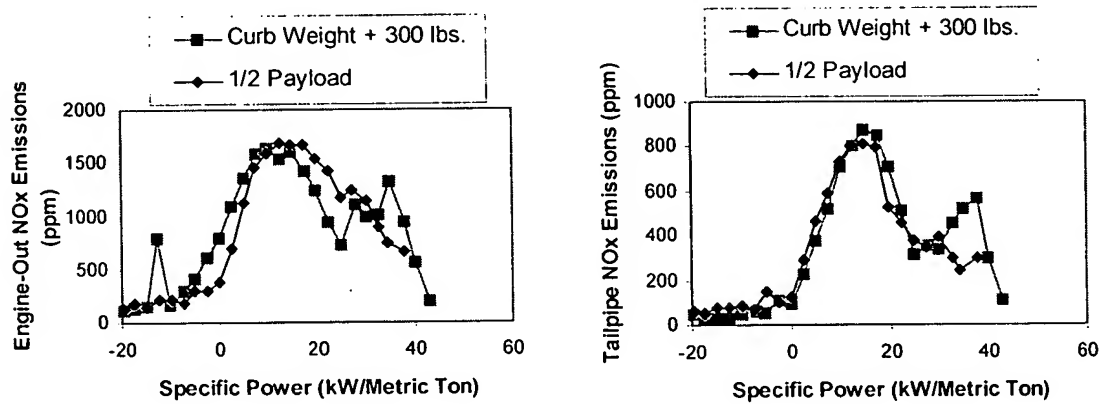 Curb Weight + 300 lbs.
1/2 Payload
Engine-Out NOx Emissions
(ppm)
2000
1500
1000
500
0
-20
0
20
40
60
Specific Power (kW/Metric Ton)
Curb Weight + 300 lbs.
1/2 Payload
Tailpipe NOx Emissions (ppm)
1000
800
600
400
200
0
-20
0
20
40
60
Specific Power (kW/Metric Ton)